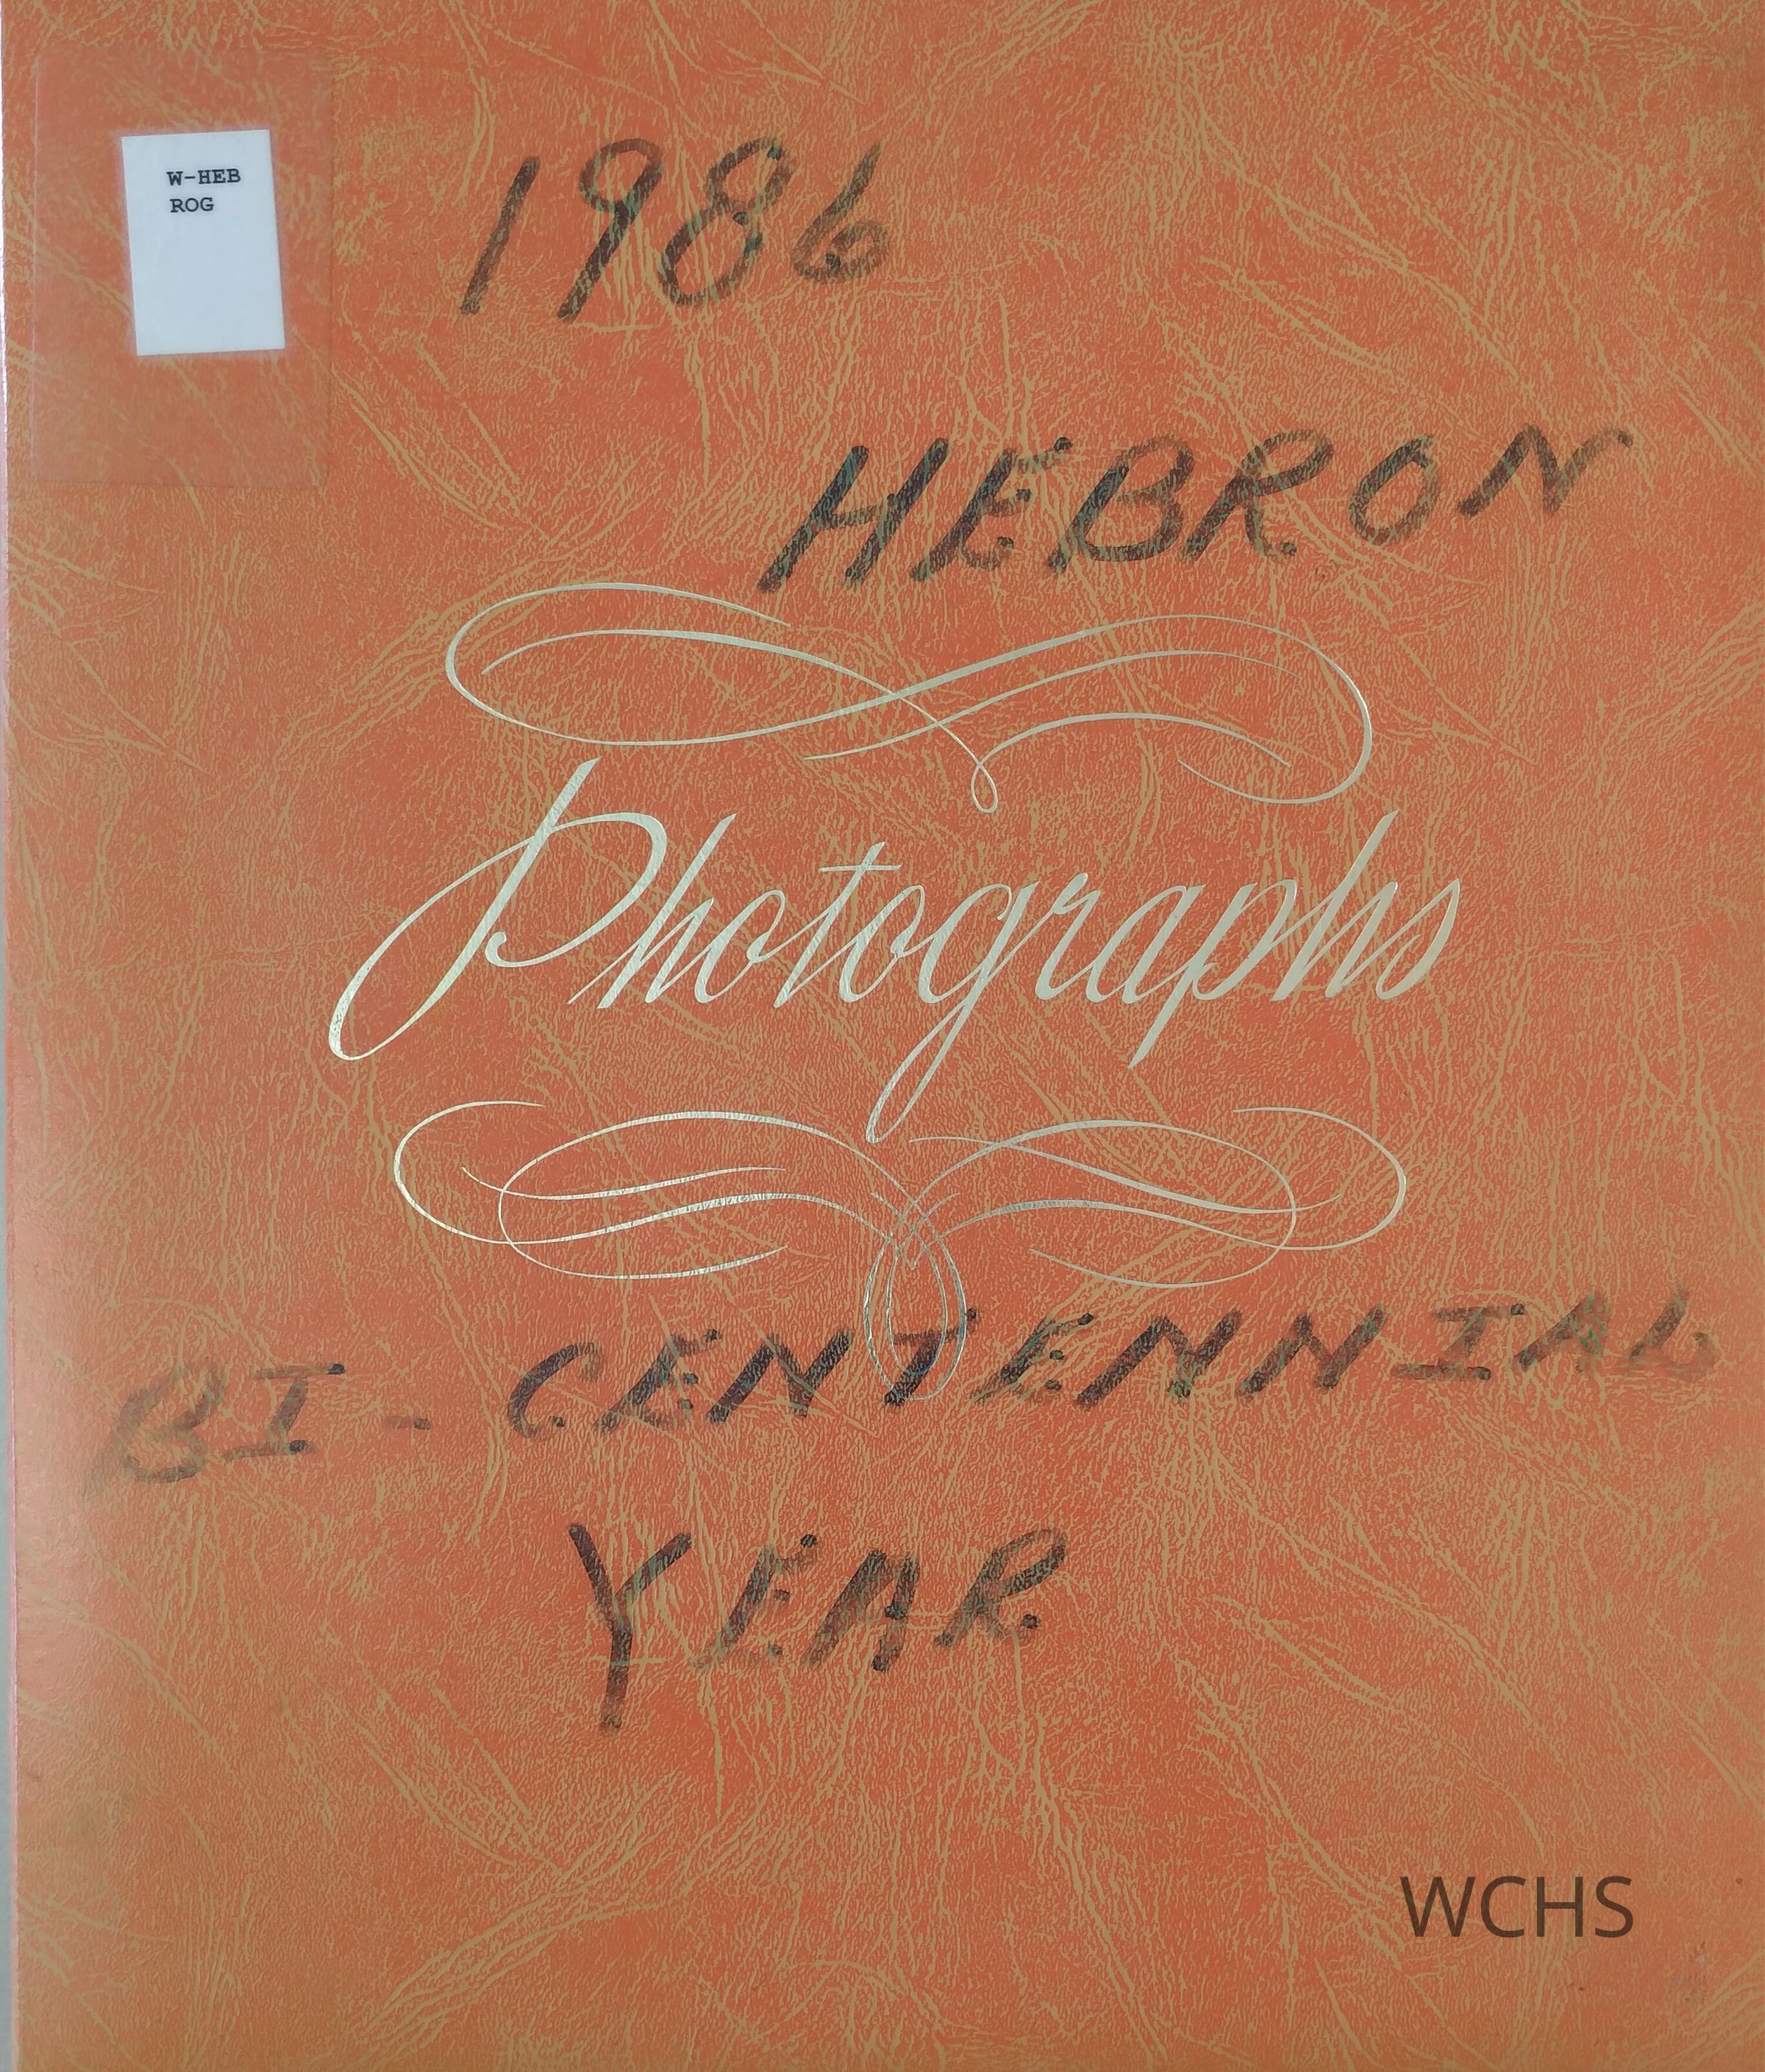 W-HEB
ROG
1986
HEBRON
Photographs
BI-CENTENNIAL
YEAR
WCHS